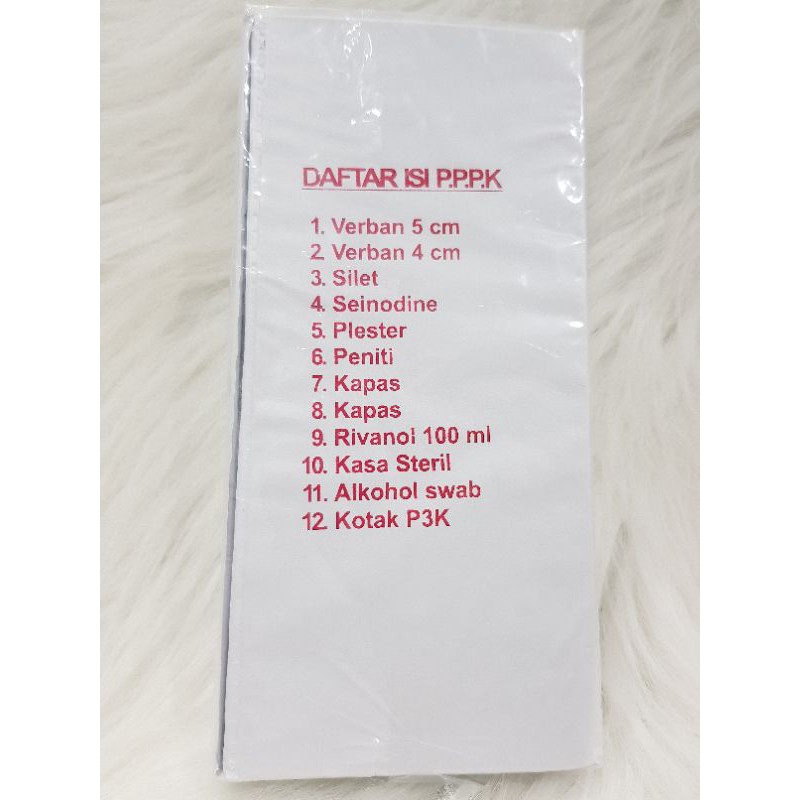 DAFTAR ISI P.P.P.K
1. Verban 5 cm
2. Verban 4 cm
3. Silet
4. Seinodine
5. Plester
6. Peniti
7. Kapas
8. Kapas
9. Rivanol 100 ml
10. Kasa Steril
11. Alkohol swab
12. Kotak P3K